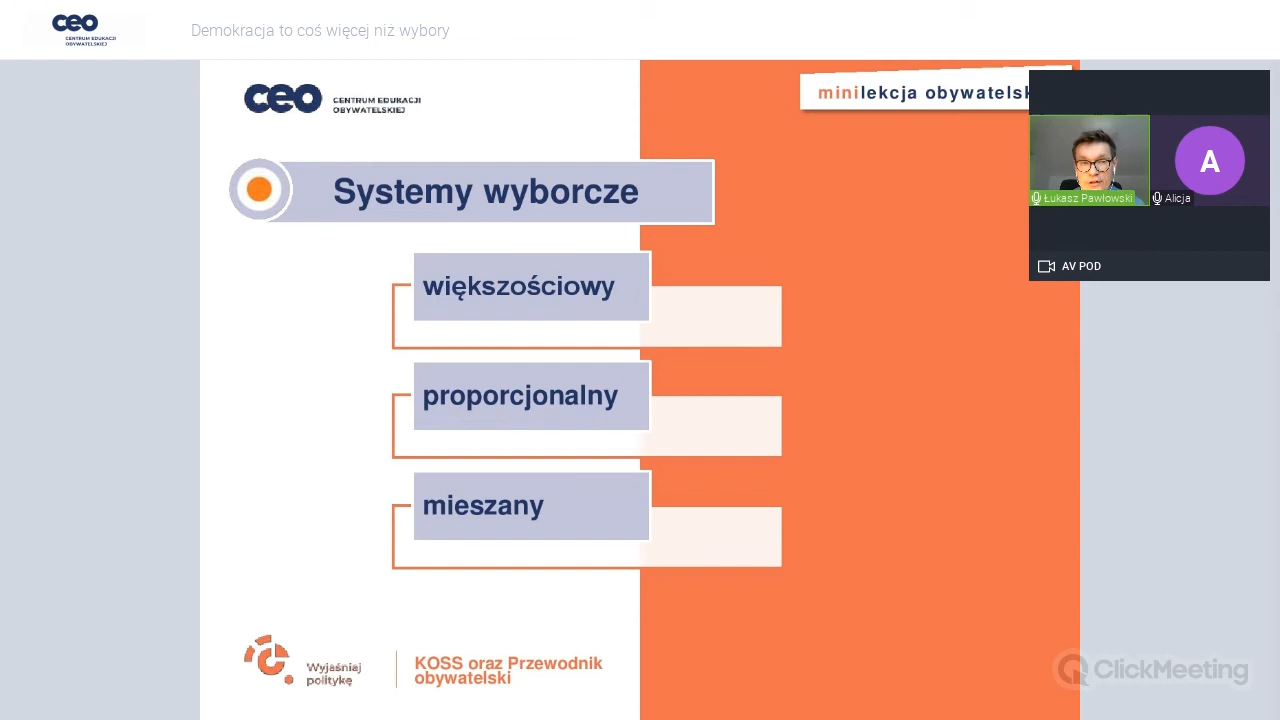 ceo
CENTRUM EDUKACJI
OBYWATELSKIEJ
Demokracja to coś więcej niż wybory
ceo
CENTRUM EDUKACJI
OBYWATELSKIEJ
minilekcja obywatelsk
Łukasz Pawłowski
A
Alicja
AV POD
Systemy wyborcze
większościowy
proporcjonalny
mieszany
Wyjaśniaj
politykę
KOSS oraz Przewodnik
obywatelski
ClickMeeting